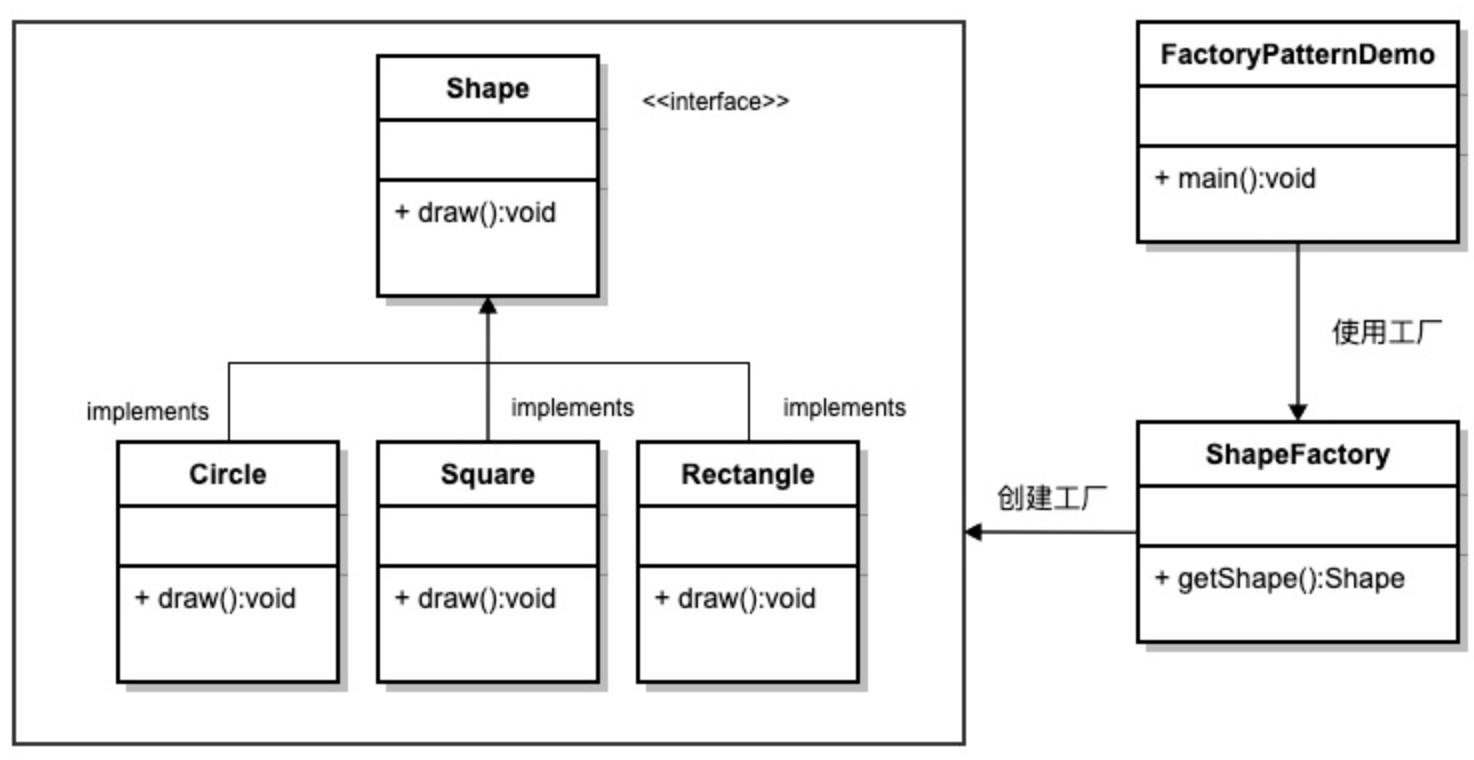 Shape
<<interface>>
+ draw():void
implements
implements
implements
Circle
+ draw():void
Square
+ draw():void
Rectangle
+ draw():void
FactoryPatternDemo
+ main():void
使用工厂
创建工厂
ShapeFactory
+ getShape():Shape